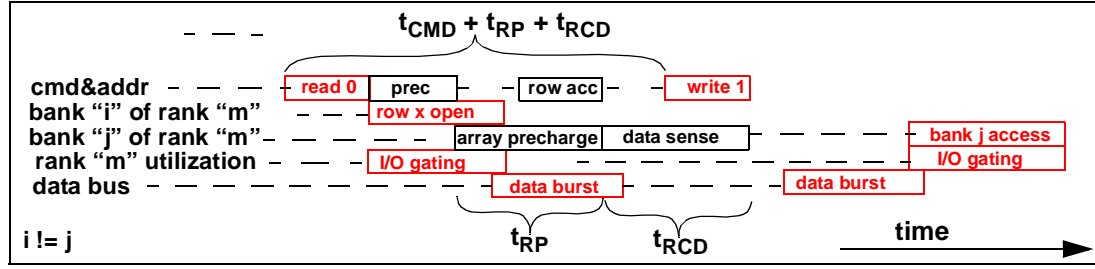 tCMD + tRP + tRCD
cmd&addr read 0 prec row acc write 1
bank “i” of rank “m” row x open
bank “j” of rank “m” array precharge data sense bank j access
rank “m” utilization I/O gating I/O gating
data bus data burst data burst
tRP tRCD
i != j time